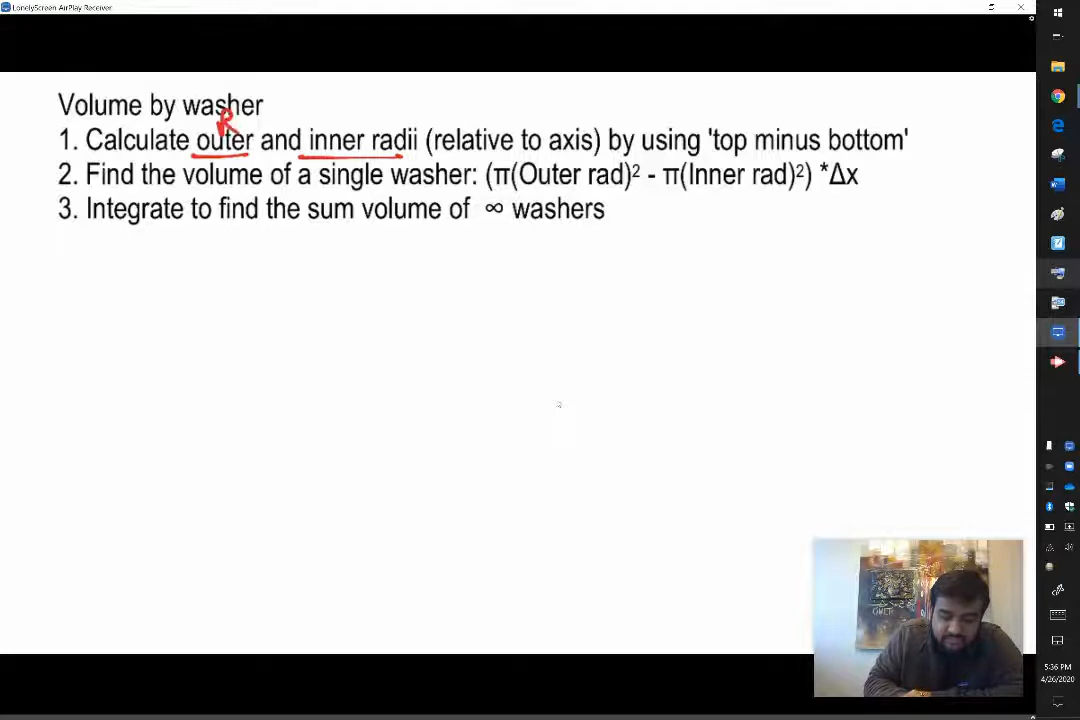 LonelyScreen AirPlay Receiver
Volume by washer
R
1. Calculate outer and inner radii (relative to axis) by using 'top minus bottom'
2. Find the volume of a single washer: (π(Outer rad)² - π(Inner rad)²) *Δx
3. Integrate to find the sum volume of ∞ washers
5:36 PM
4/26/2020